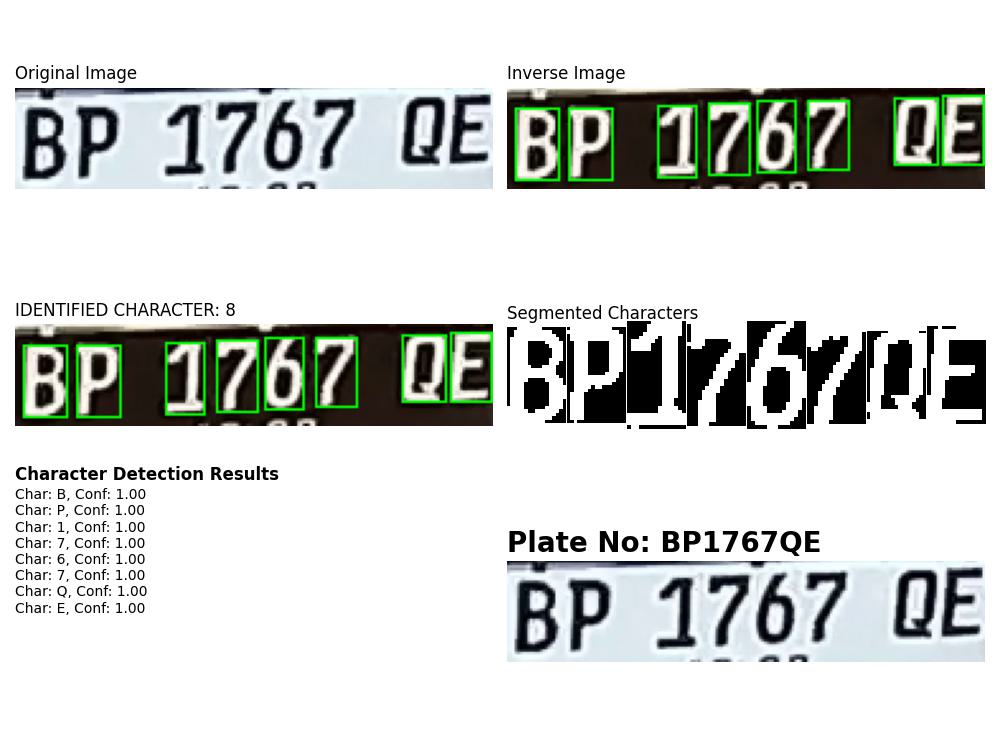 Original Image
BP 1767 QE
Inverse Image
BP 1767 QE
IDENTIFIED CHARACTER: 8
BP 1767 QE
Segmented Characters
BP1767QE
Character Detection Results
Char: B, Conf: 1.00
Char: P, Conf: 1.00
Char: 1, Conf: 1.00
Char: 7, Conf: 1.00
Char: 6, Conf: 1.00
Char: 7, Conf: 1.00
Char: Q, Conf: 1.00
Char: E, Conf: 1.00
Plate No: BP1767QE
BP 1767 QE